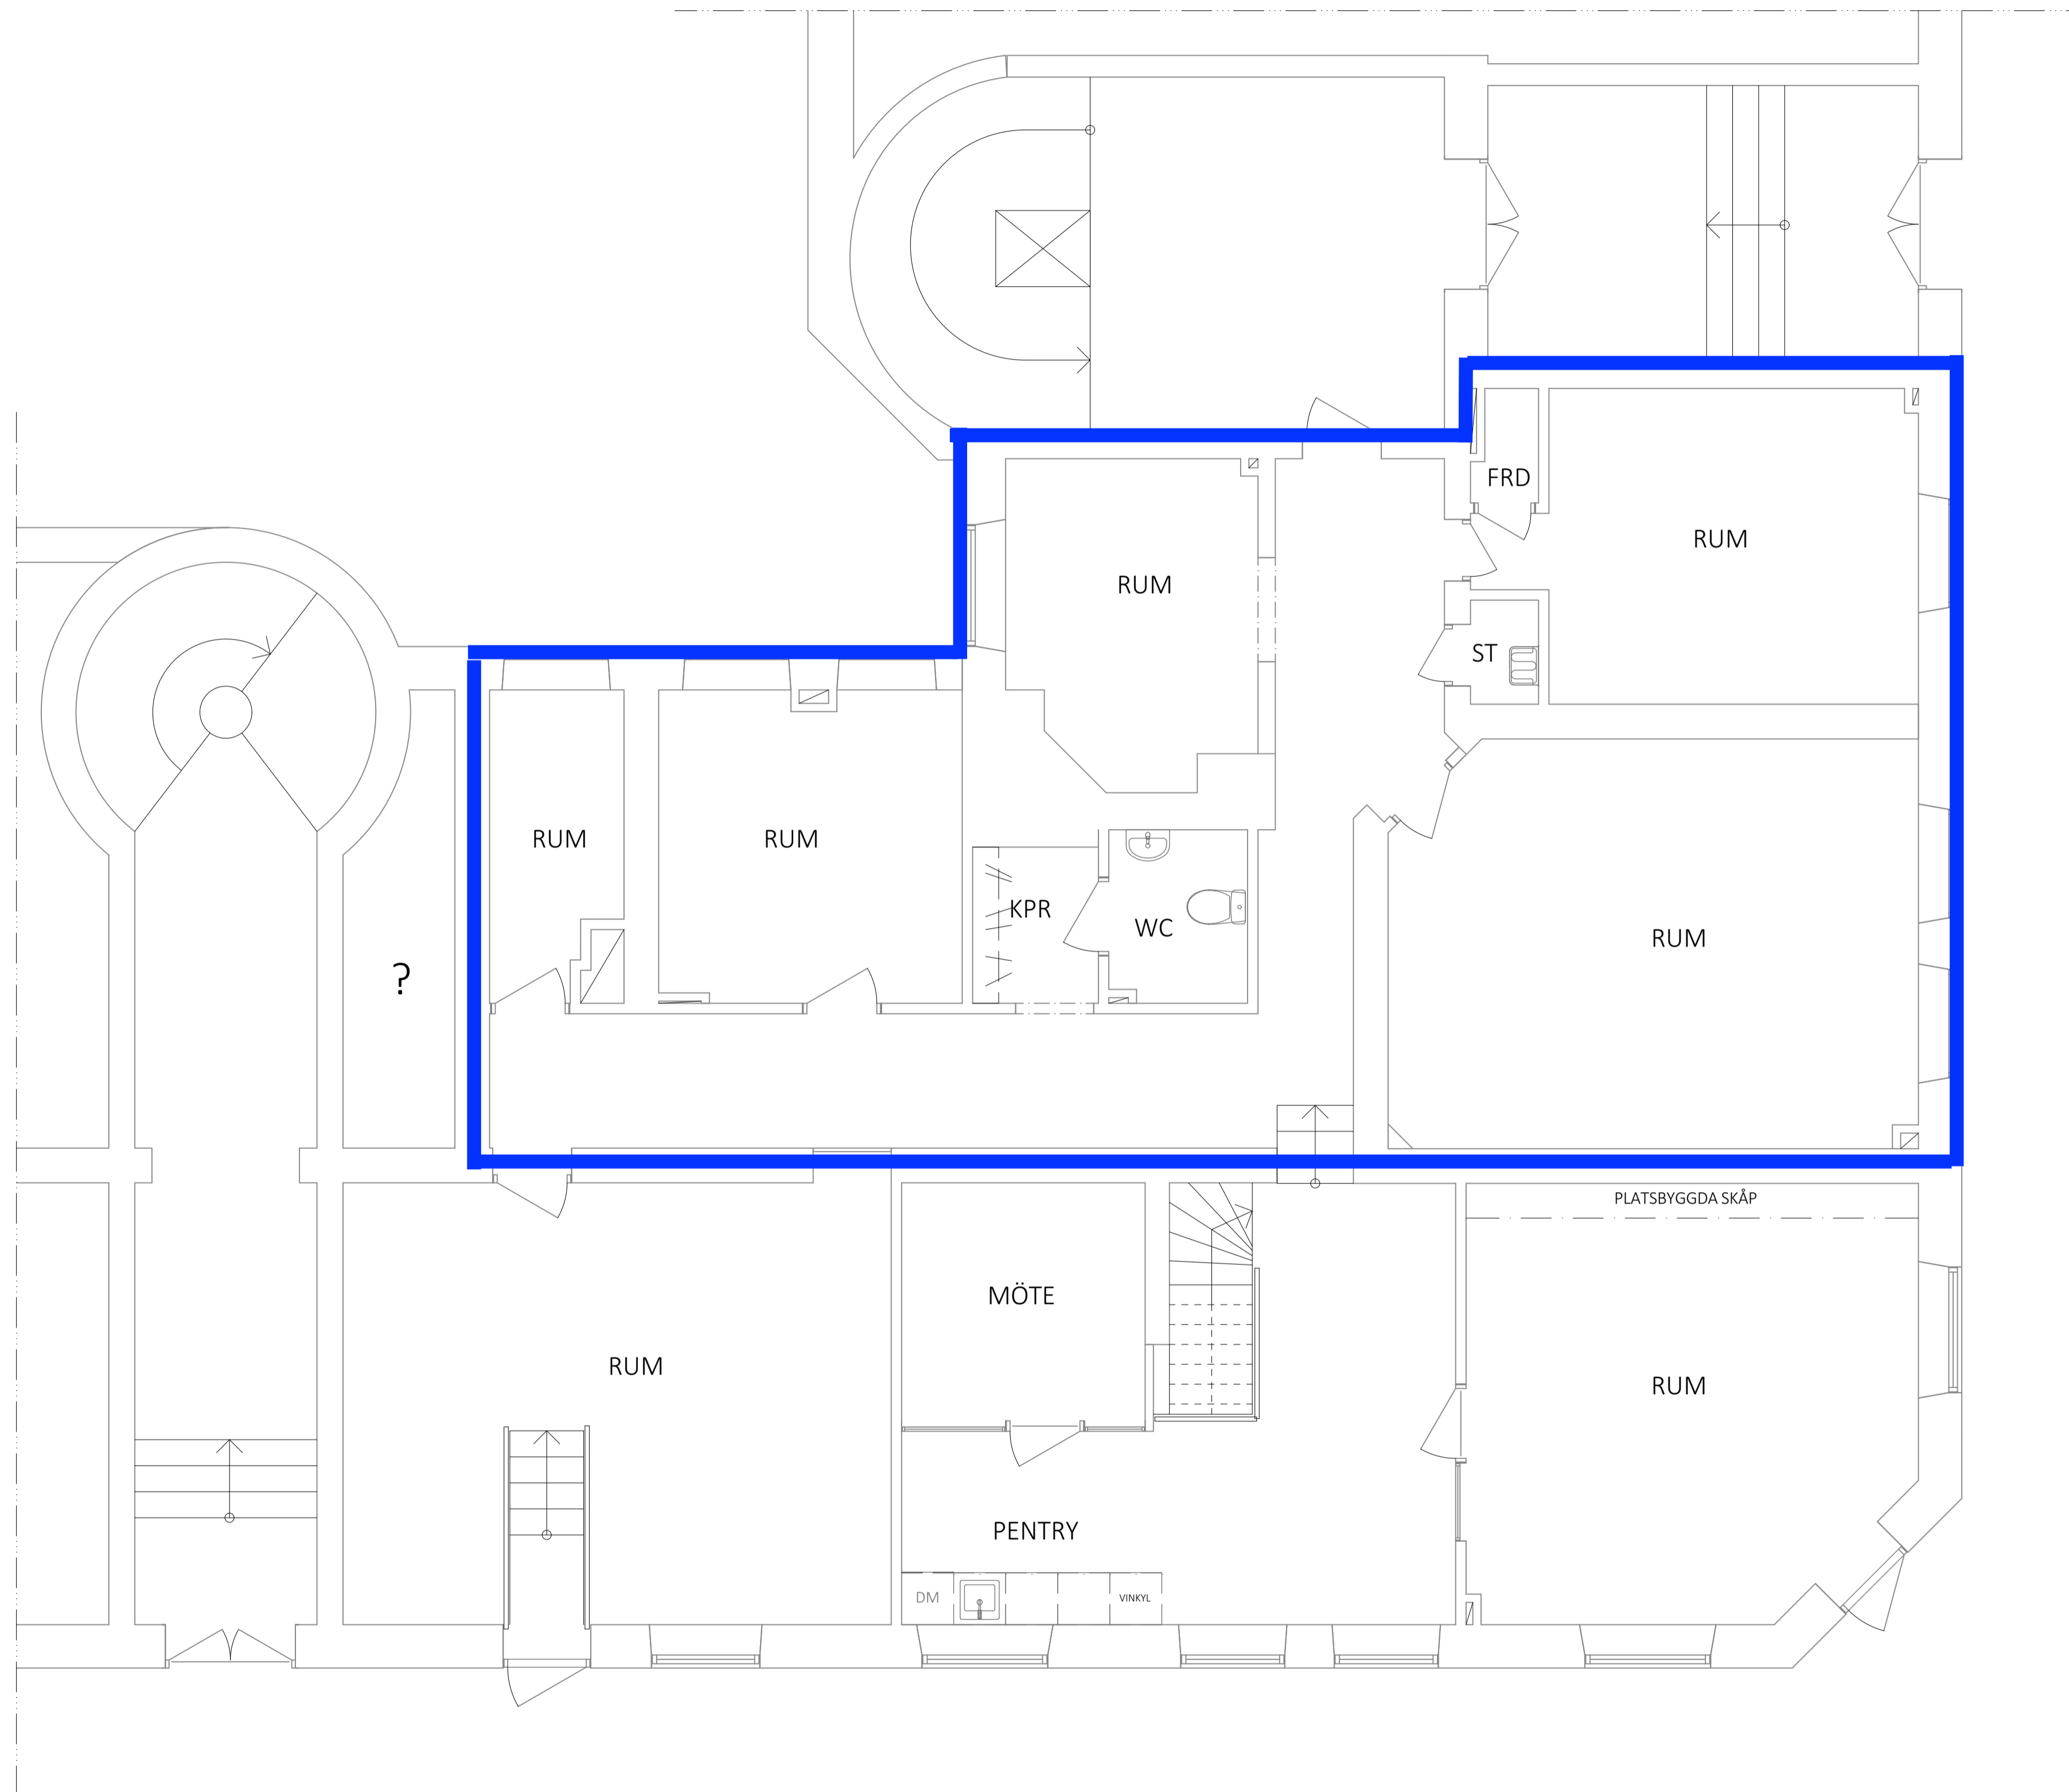 FRD
RUM
RUM
ST
RUM
RUM
KPR
WC
RUM
?
PLATSBYGGDA SKÅP
MÖTE
RUM
RUM
PENTRY
DM
VINKYL